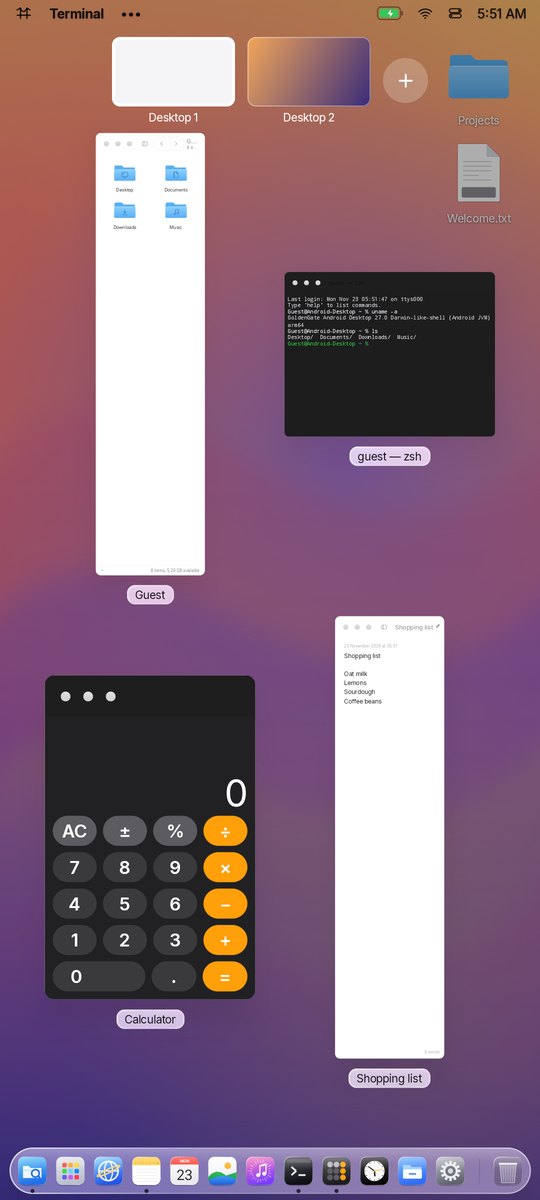 Terminal
5:51 AM
Desktop 1
Desktop 2
Projects
Welcome.txt
G...
Desktop
Documents
Downloads
Music
Guest
guest — zsh
Last login: Mon Nov 23 05:51:47 on ttys000
Type 'help' to list commands.
Guest@Android-Desktop ~ % uname -a
GoldenGate Android Desktop 27.0 Darwin-like-shell (Android JVM)
arm64
Guest@Android-Desktop ~ % ls
Desktop/ Documents/ Downloads/ Music/
Guest@Android-Desktop ~ %
guest — zsh
0
AC ± % ÷
7 8 9 ×
4 5 6 −
1 2 3 +
0 . =
Calculator
Shopping list
Shopping list
Oat milk
Lemons
Sourdough
Coffee beans
Shopping list
23